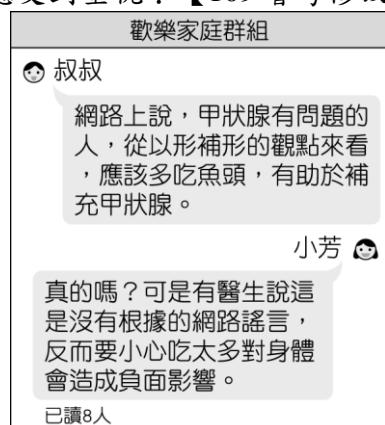 歡樂家庭群組
叔叔
網路上說，甲狀腺有問題的
人，從以形補形的觀點來看
，應該多吃魚頭，有助於補
充甲狀腺。
小芳
真的嗎？可是有醫生說這
是沒有根據的網路謠言，
反而要小心吃太多對身體
會造成負面影響。
已讀8人